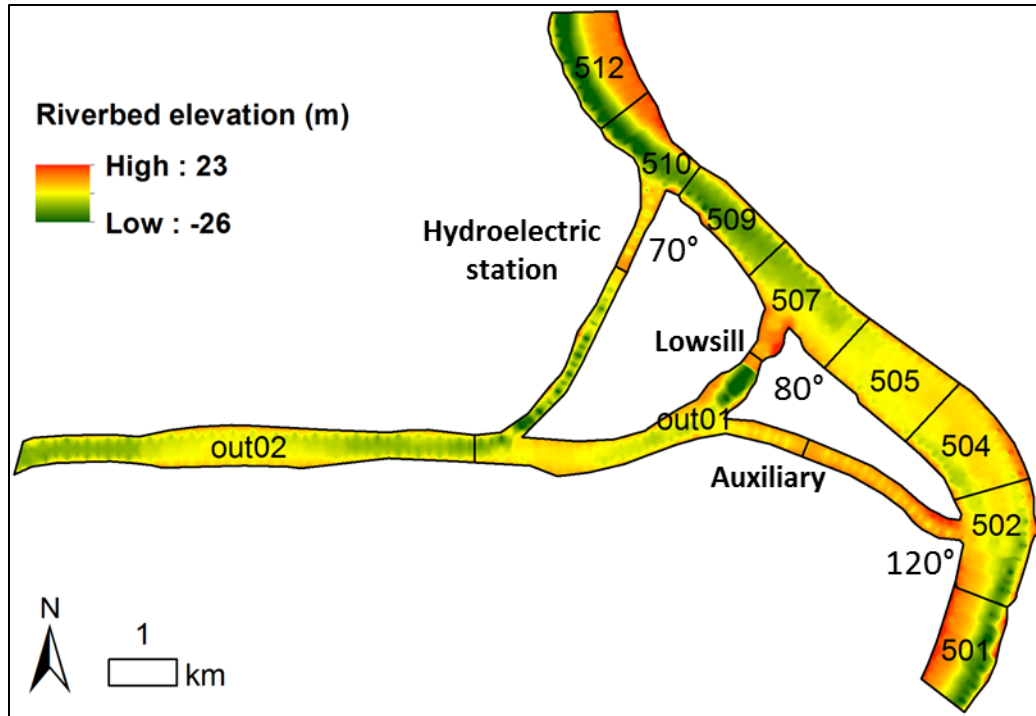 512
Riverbed elevation (m)
High : 23
Low : -26
510
509
Hydroelectric
station
70°
507
Lowsill
505
80°
out01
504
out02
Auxiliary
502
120°
N
1
km
501